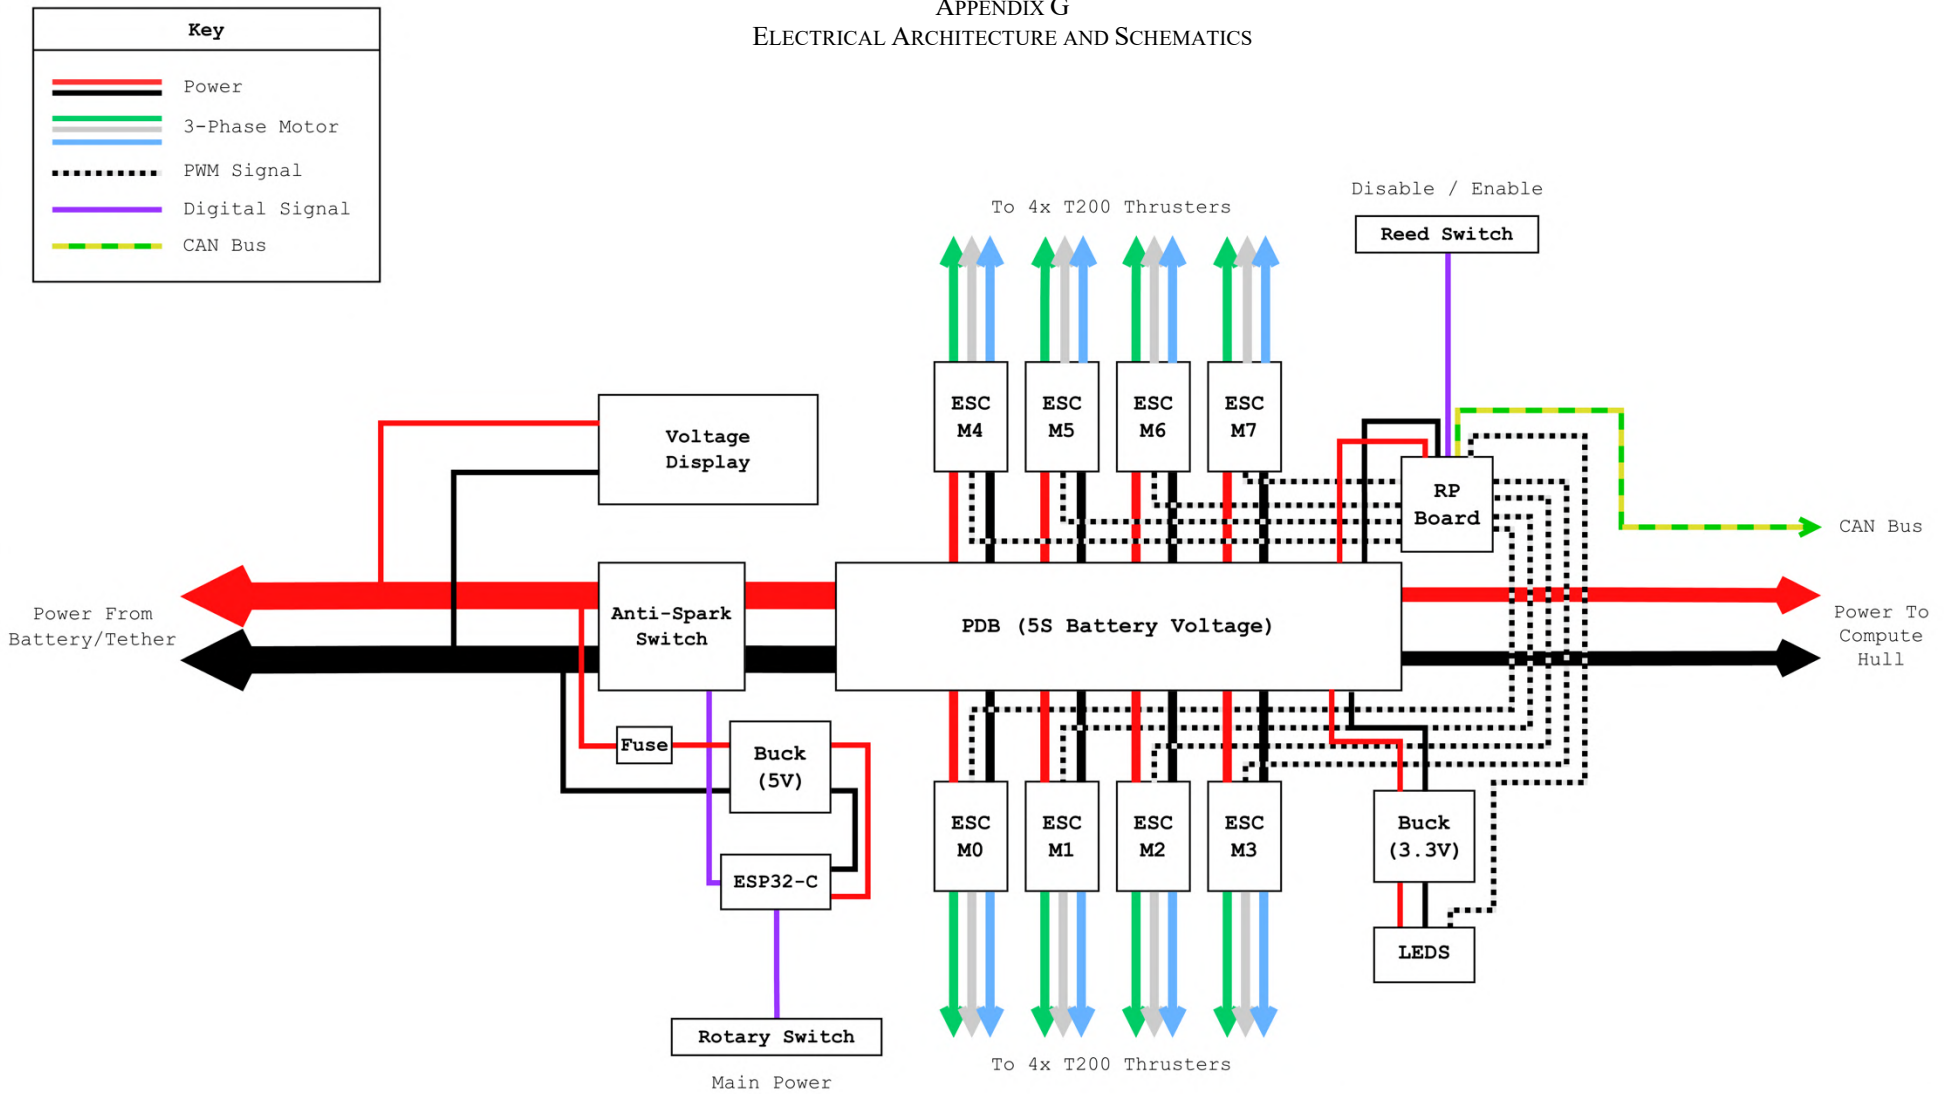 APPENDIX G
ELECTRICAL ARCHITECTURE AND SCHEMATICS
Key
Power
3-Phase Motor
PWM Signal
Digital Signal
CAN Bus
Disable / Enable
To 4x T200 Thrusters
Reed Switch
ESC
M4
ESC
M5
ESC
M6
ESC
M7
Voltage
Display
RP
Board
CAN Bus
Power From
Battery/Tether
Anti-Spark
Switch
PDB (5S Battery Voltage)
Power To
Compute
Hull
Fuse
Buck
(5V)
ESC
M0
ESC
M1
ESC
M2
ESC
M3
Buck
(3.3V)
ESP32-C
LEDS
Rotary Switch
Main Power
To 4x T200 Thrusters